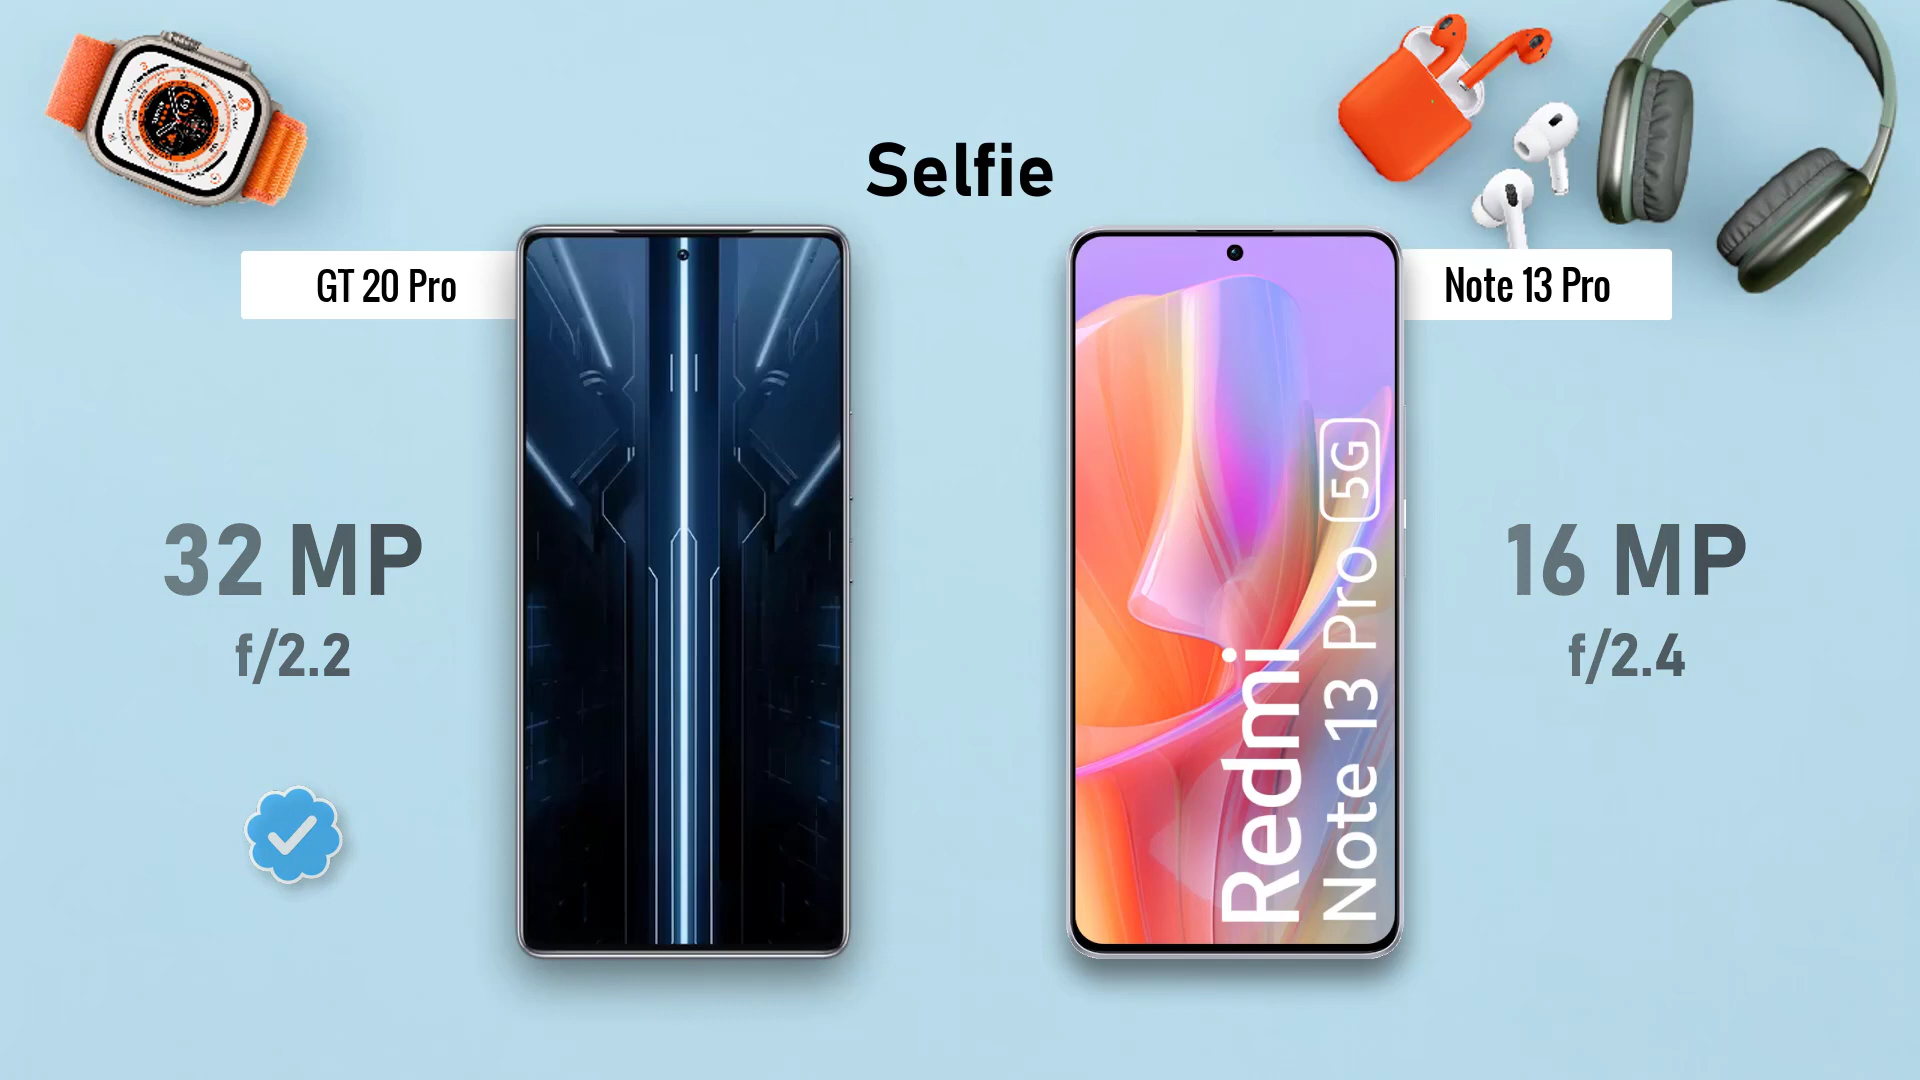 Selfie
GT 20 Pro
Note 13 Pro
32 MP
f/2.2
16 MP
f/2.4
Redmi
Note 13 Pro 5G